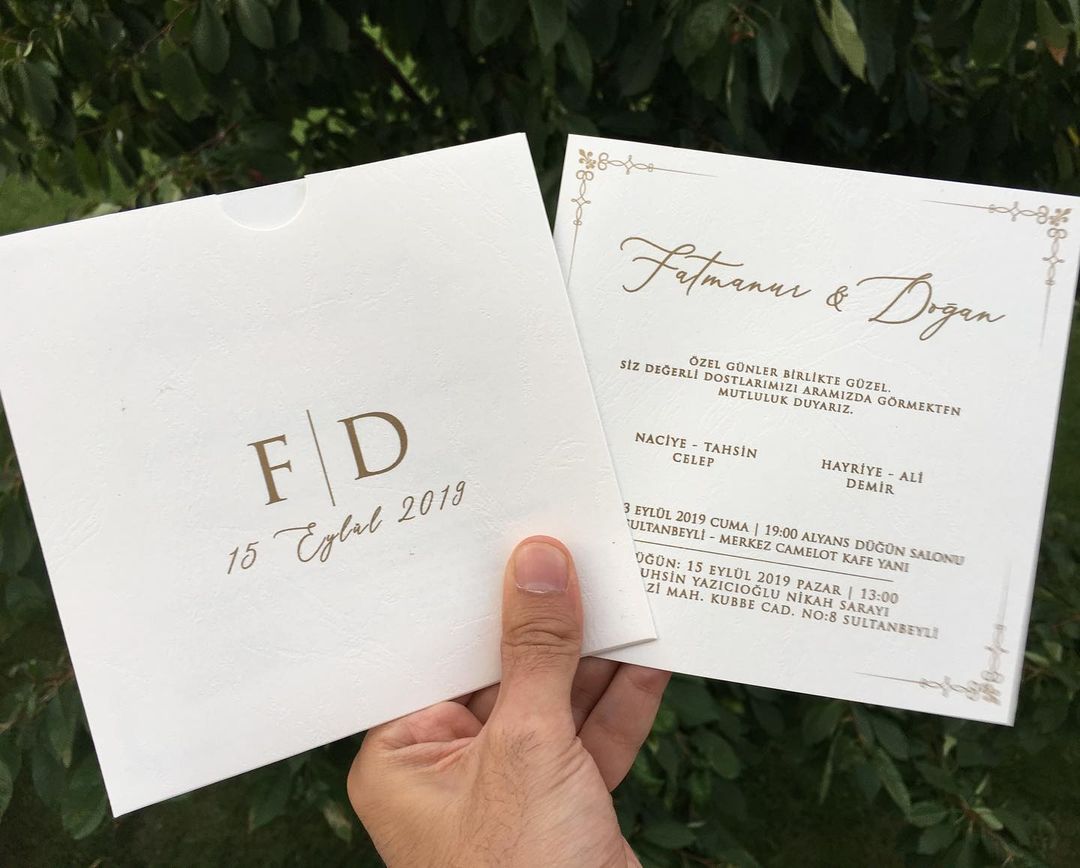 F | D
15 Eylül 2019
Fatmanur & Doğan
ÖZEL GÜNLER BİRLİKTE GÜZEL.
SİZ DEĞERLİ DOSTLARIMIZI ARAMIZDA GÖRMEKTEN
MUTLULUK DUYARIZ.
NACİYE - TAHSİN
CELEP
HAYRİYE - ALİ
DEMİR
3 EYLÜL 2019 CUMA | 19:00 ALYANS DÜĞÜN SALONU
SULTANBEYLİ - MERKEZ CAMELOT KAFE YANI
DÜĞÜN: 15 EYLÜL 2019 PAZAR | 13:00
UHSİN YAZICIOĞLU NİKAH SARAYI
Zİ MAH. KUBBE CAD. NO:8 SULTANBEYLİ